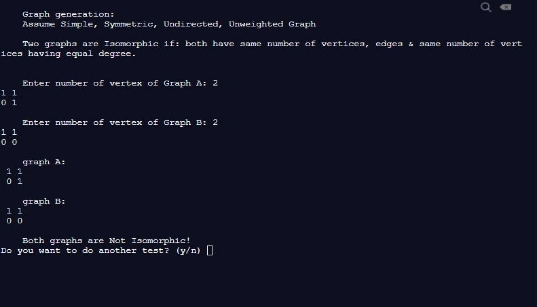 Graph generation:
Assume Simple, Symmetric, Undirected, Unweighted Graph
Two graphs are Isomorphic if: both have same number of vertices, edges & same number of vert
ices having equal degree.
Enter number of vertex of Graph A: 2
1 1
0 1
Enter number of vertex of Graph B: 2
1 1
0 0
graph A:
1 1
0 1
graph B:
1 1
0 0
Both graphs are Not Isomorphic!
Do you want to do another test? (y/n)